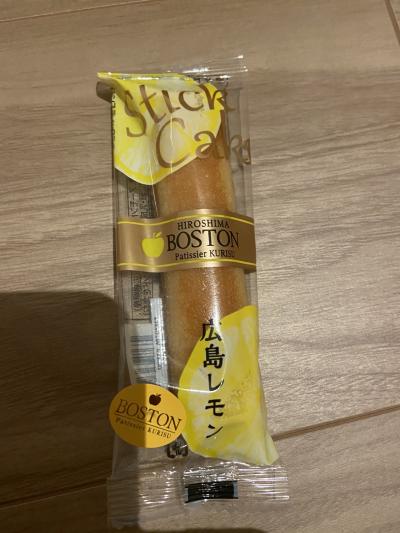 Stick
Cake
HIROSHIMA
BOSTON
Patissier KURISU
広島レモン
BOSTON
Patissier KURISU